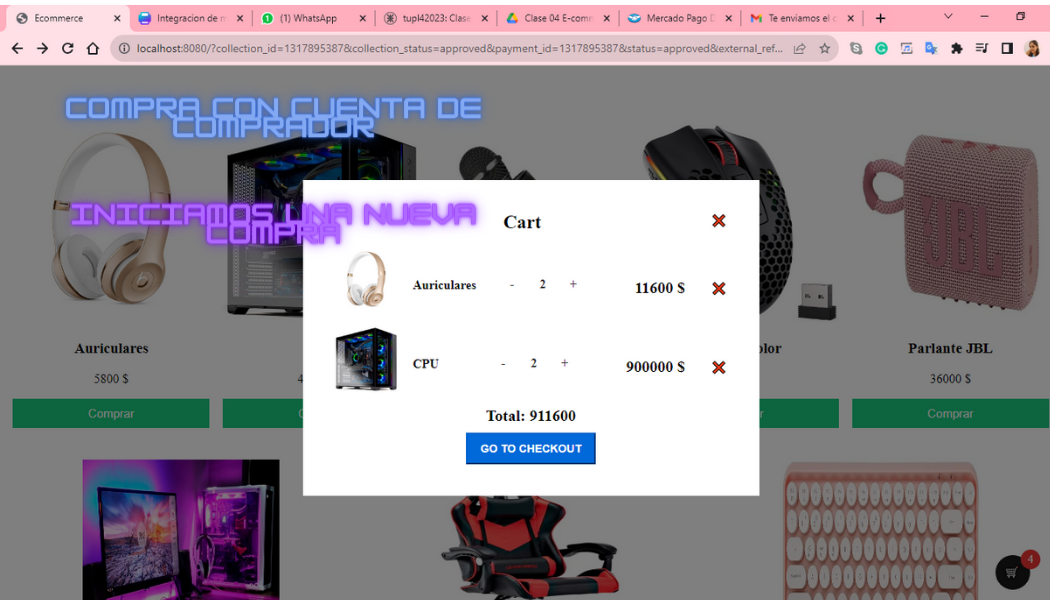 Ecommerce
Integracion de m
(1) WhatsApp
tupl42023: Clase
Clase 04 E-comm
Mercado Pago D
Te enviamos el c
localhost:8080/?collection_id=1317895387&collection_status=approved&payment_id=1317895387&status=approved&external_ref...
COMPRA CON CUENTA DE
COMPRADOR
INICIAMOS UNA NUEVA
COMPRA
Cart
Auriculares - 2 + 11600 $
CPU - 2 + 900000 $
Total: 911600
GO TO CHECKOUT
JBL
Auriculares
Parlante JBL
5800 $
36000 $
Comprar
Comprar
4